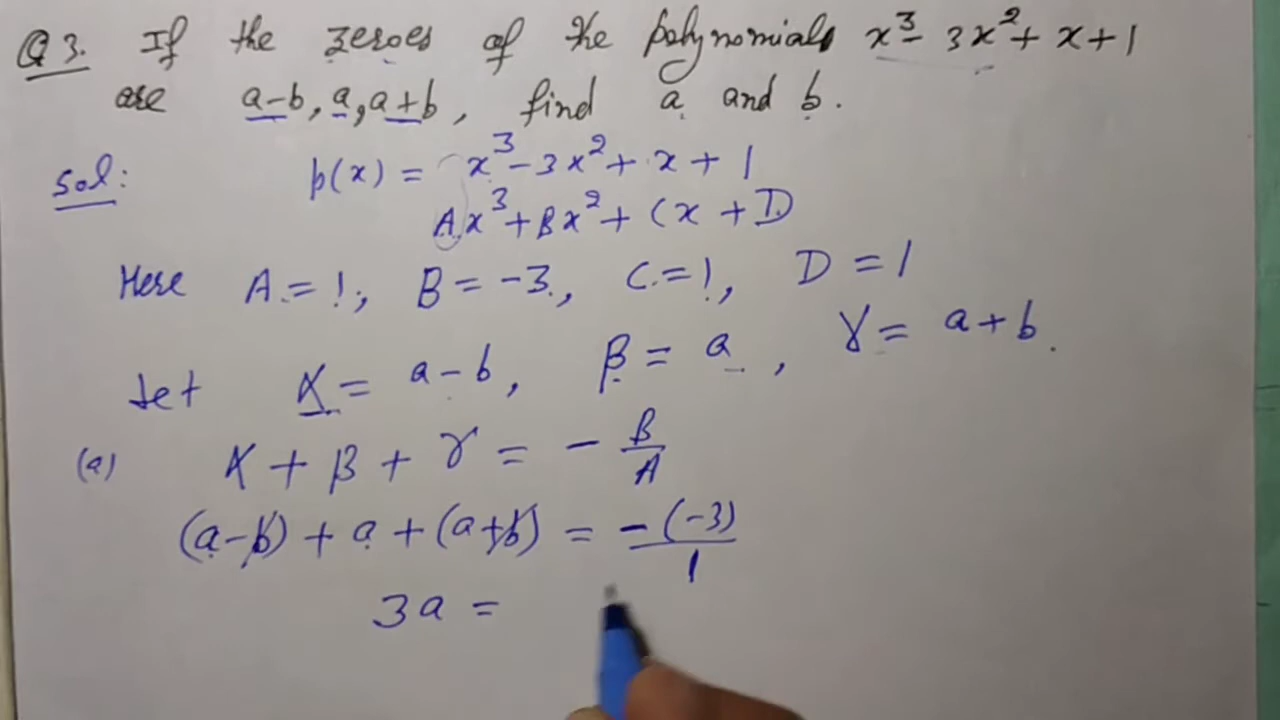 Q3. If the zeroes of the polynomials x³ - 3x² + x + 1
are a-b, a, a+b, find a and b.
Sol: p(x) = x³ - 3x² + x + 1
Ax³ + Bx² + Cx + D
Here A = 1, B = -3, C = 1, D = 1
Let α = a-b, β = a, γ = a+b.
(a) α + β + γ = - B/A
(a-b) + a + (a+b) = -(-3)/1
3a =